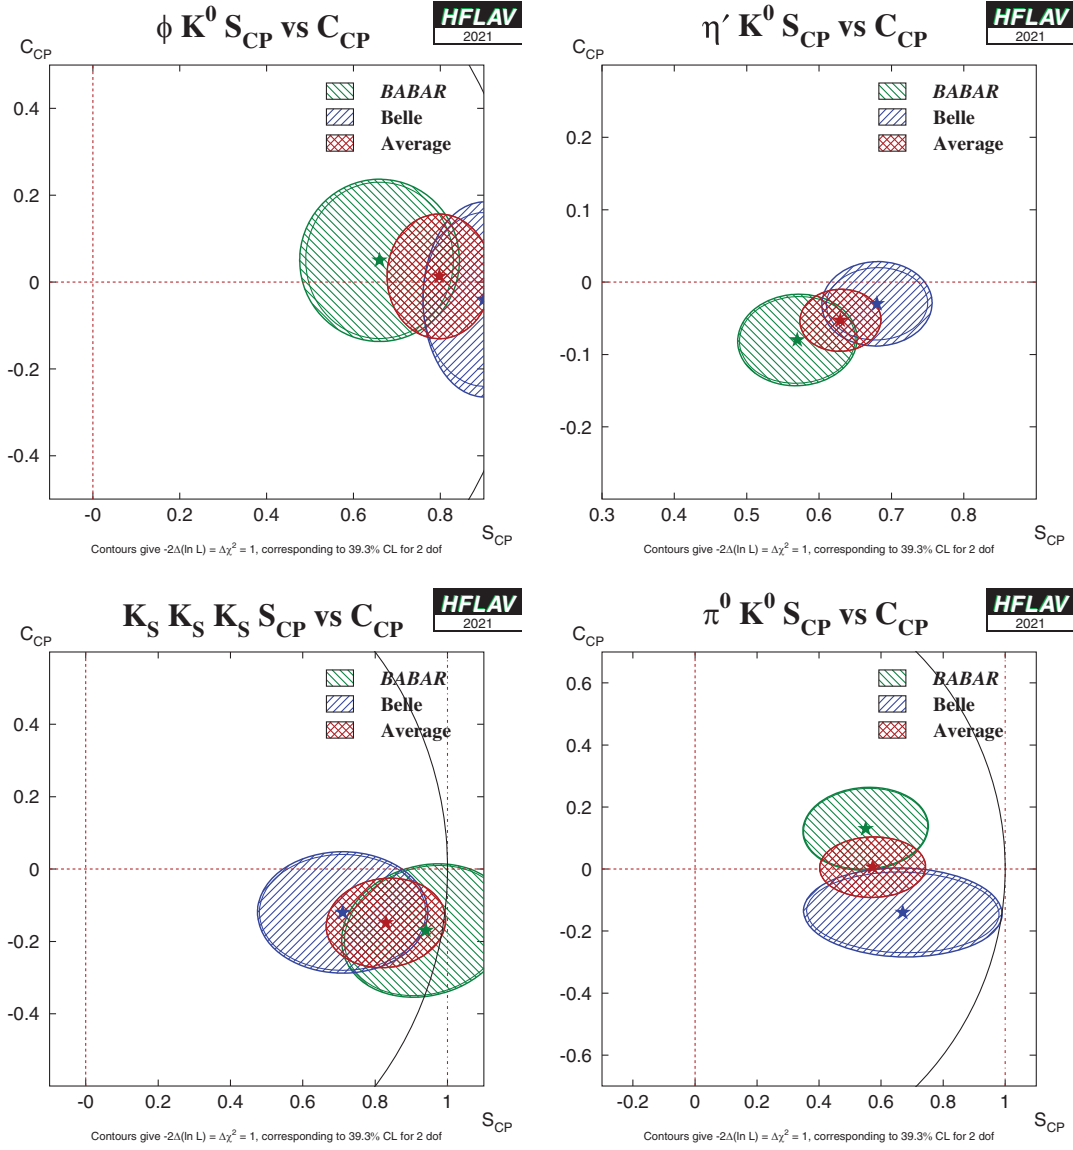 ϕ K⁰ S_CP vs C_CP
HFLAV
2021
C_CP
BABAR
Belle
Average
0.4
0.2
0
-0.2
-0.4
-0 0.2 0.4 0.6 0.8
S_CP
Contours give -2Δ(ln L) = Δχ² = 1, corresponding to 39.3% CL for 2 dof
η′ K⁰ S_CP vs C_CP
HFLAV
2021
C_CP
BABAR
Belle
Average
0.2
0.1
0
-0.1
-0.2
0.3 0.4 0.5 0.6 0.7 0.8
S_CP
Contours give -2Δ(ln L) = Δχ² = 1, corresponding to 39.3% CL for 2 dof
K_S K_S K_S S_CP vs C_CP
HFLAV
2021
C_CP
BABAR
Belle
Average
0.4
0.2
0
-0.2
-0.4
-0 0.2 0.4 0.6 0.8 1
S_CP
Contours give -2Δ(ln L) = Δχ² = 1, corresponding to 39.3% CL for 2 dof
π⁰ K⁰ S_CP vs C_CP
HFLAV
2021
C_CP
BABAR
Belle
Average
0.6
0.4
0.2
0
-0.2
-0.4
-0.6
-0.2 0 0.2 0.4 0.6 0.8 1
S_CP
Contours give -2Δ(ln L) = Δχ² = 1, corresponding to 39.3% CL for 2 dof